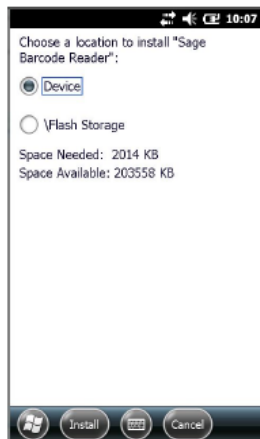 10:07
Choose a location to install "Sage
Barcode Reader":
Device
\Flash Storage
Space Needed: 2014 KB
Space Available: 203558 KB
Install
Cancel